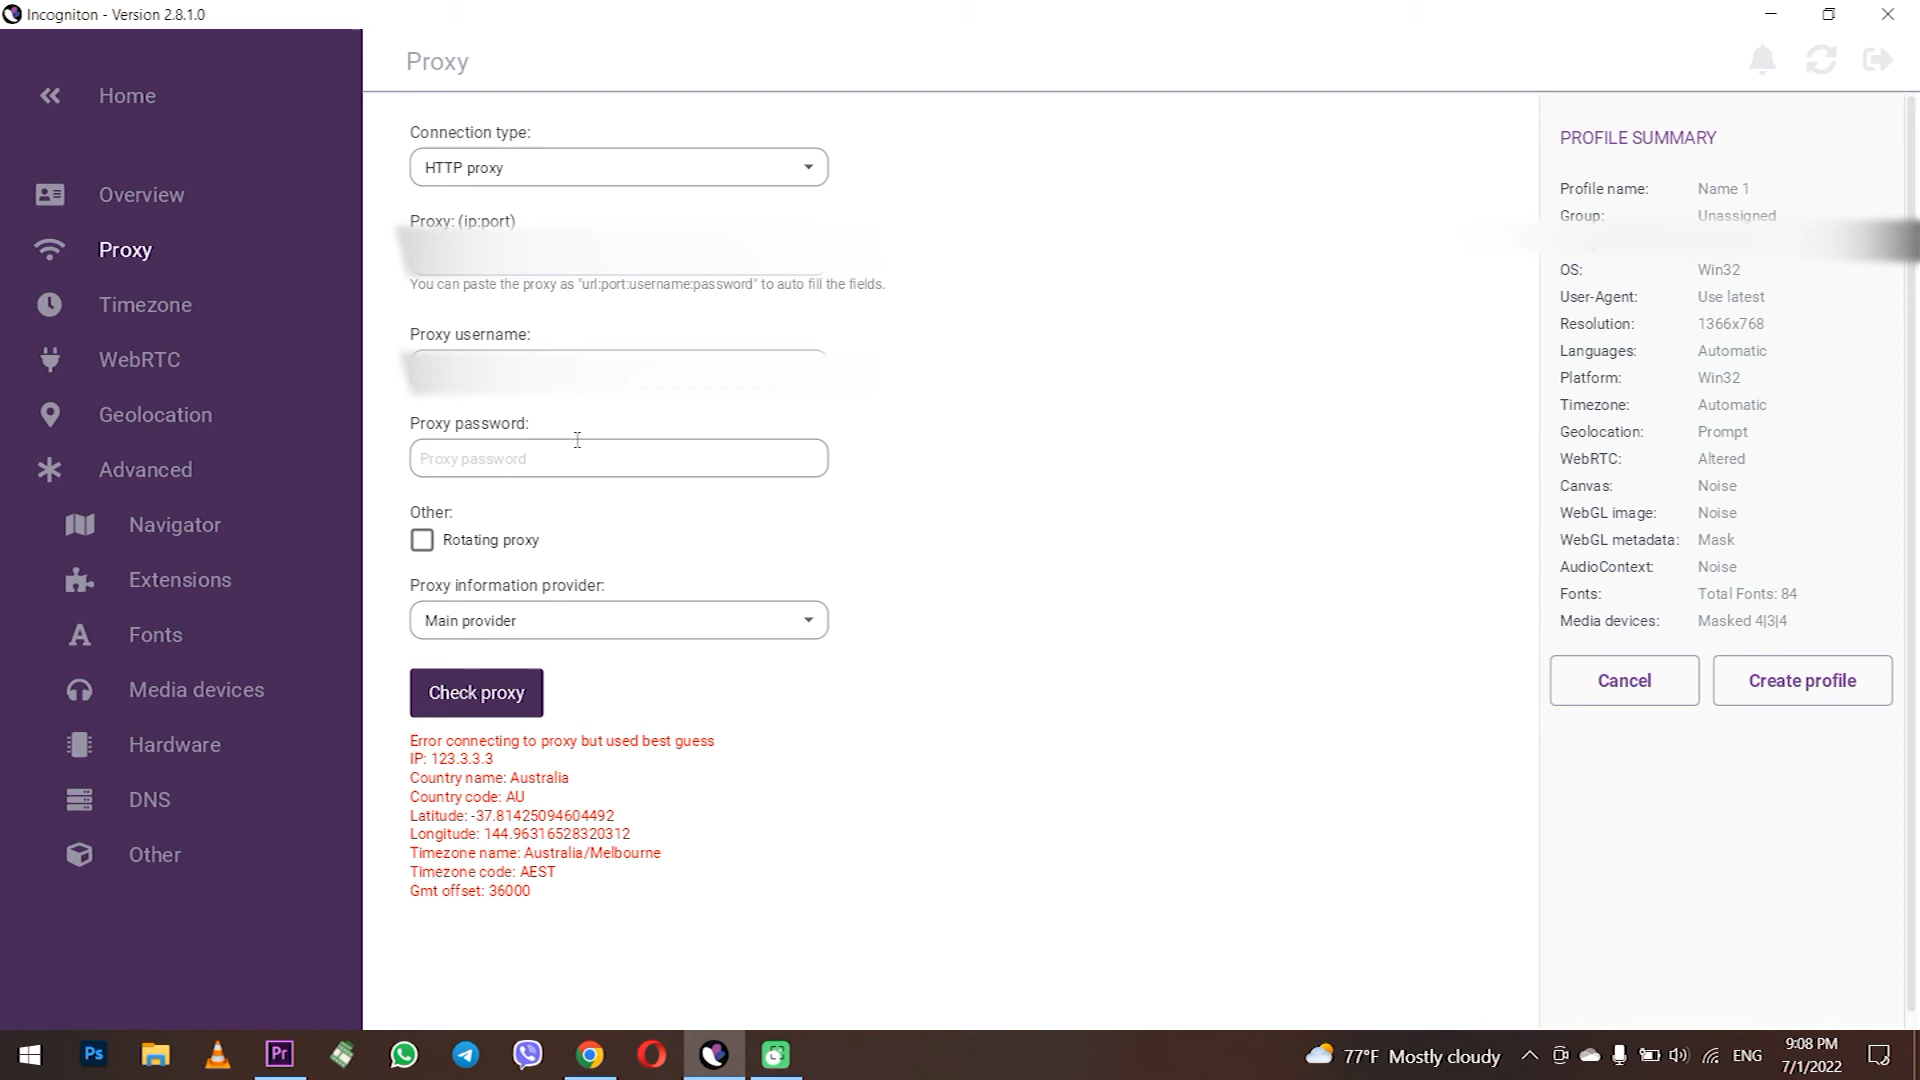 Incogniton - Version 2.8.1.0
Home
Overview
Proxy
Timezone
WebRTC
Geolocation
Advanced
Navigator
Extensions
Fonts
Media devices
Hardware
DNS
Other
Proxy
Connection type:
HTTP proxy
Proxy: (ip:port)
You can paste the proxy as "url:port:username:password" to auto fill the fields.
Proxy username:
Proxy password:
Proxy password
Other:
Rotating proxy
Proxy information provider:
Main provider
Check proxy
Error connecting to proxy but used best guess
IP: 123.3.3.3
Country name: Australia
Country code: AU
Latitude: -37.81425094604492
Longitude: 144.96316528320312
Timezone name: Australia/Melbourne
Timezone code: AEST
Gmt offset: 36000
PROFILE SUMMARY
Profile name: Name 1
Group: Unassigned
OS: Win32
User-Agent: Use latest
Resolution: 1366x768
Languages: Automatic
Platform: Win32
Timezone: Automatic
Geolocation: Prompt
WebRTC: Altered
Canvas: Noise
WebGL image: Noise
WebGL metadata: Mask
AudioContext: Noise
Fonts: Total Fonts: 84
Media devices: Masked 4|3|4
Cancel
Create profile
Ps
Pr
77°F Mostly cloudy
ENG
9:08 PM
7/1/2022